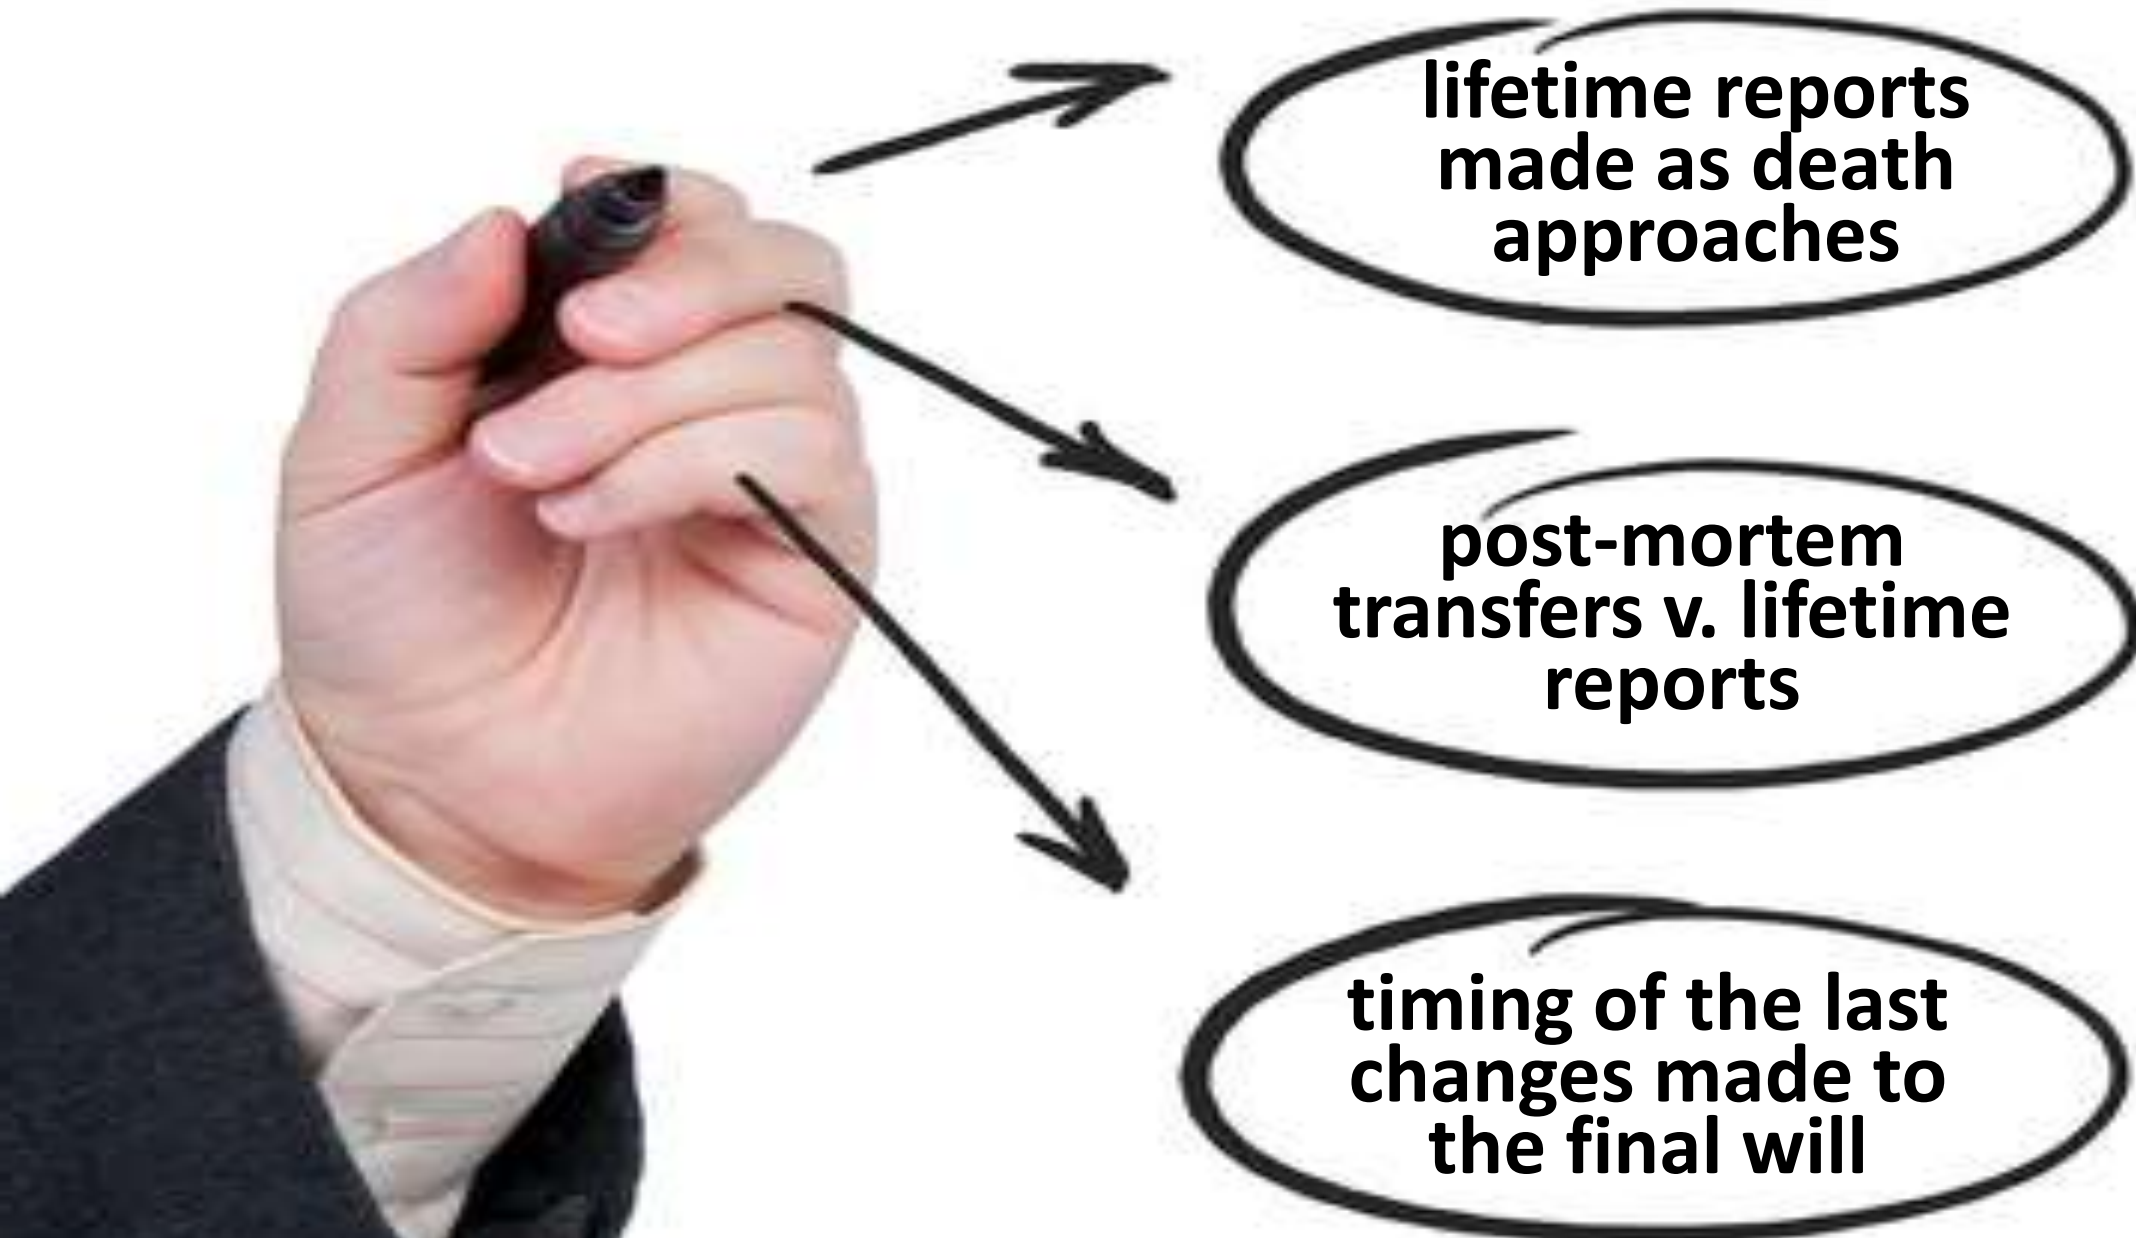 lifetime reports
made as death
approaches
post-mortem
transfers v. lifetime
reports
timing of the last
changes made to
the final will